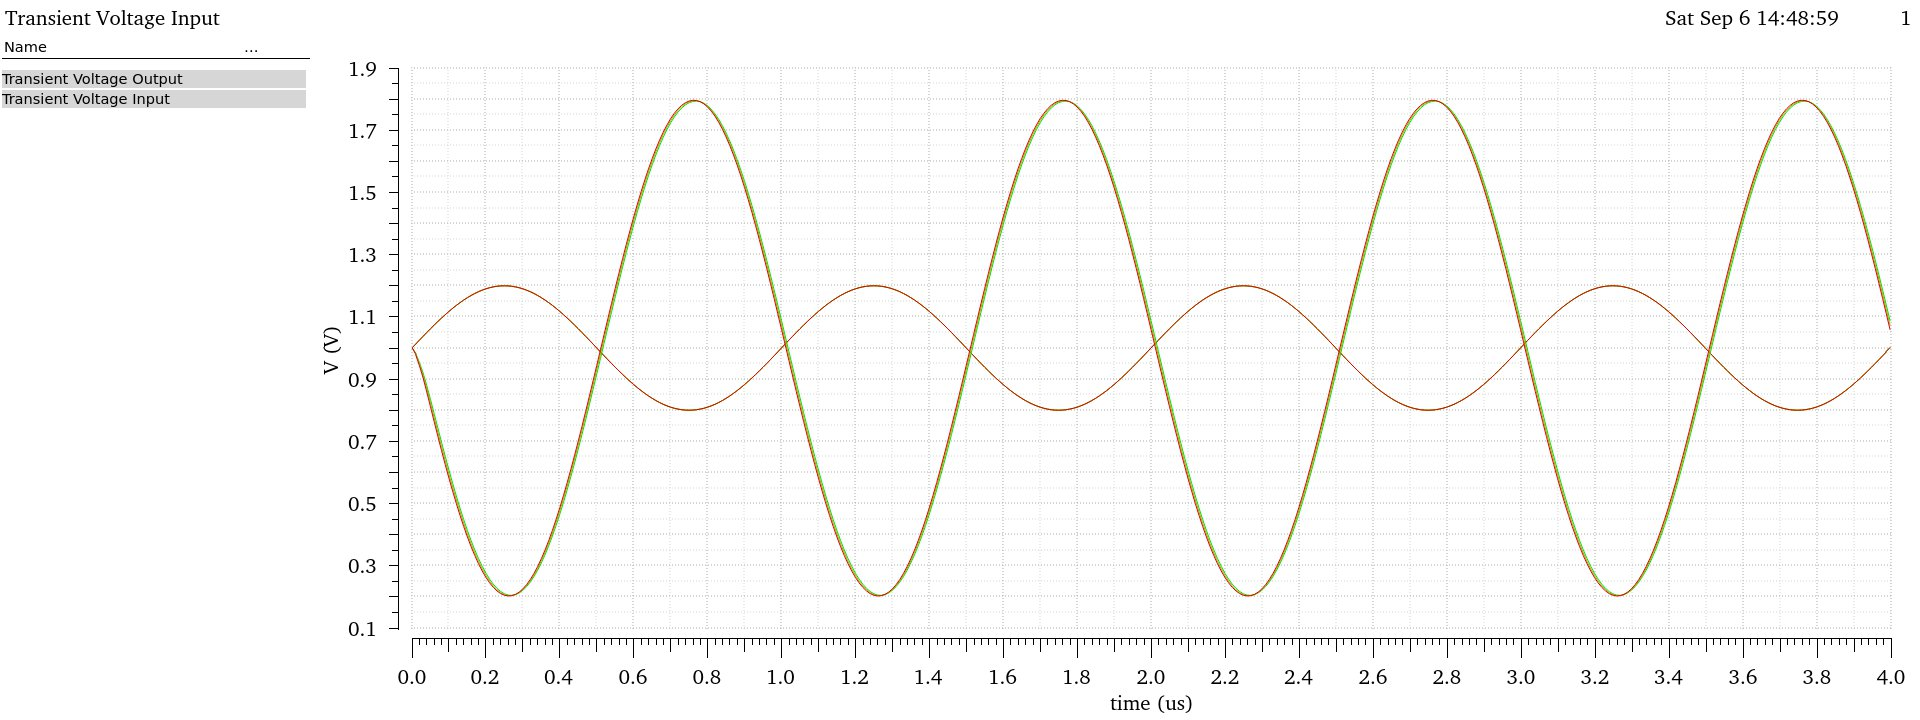 Transient Voltage Input
Sat Sep 6 14:48:59 1
Name ...
Transient Voltage Output
Transient Voltage Input
1.9
1.7
1.5
1.3
1.1
0.9
0.7
0.5
0.3
0.1
V (V)
0.0 0.2 0.4 0.6 0.8 1.0 1.2 1.4 1.6 1.8 2.0 2.2 2.4 2.6 2.8 3.0 3.2 3.4 3.6 3.8 4.0
time (us)